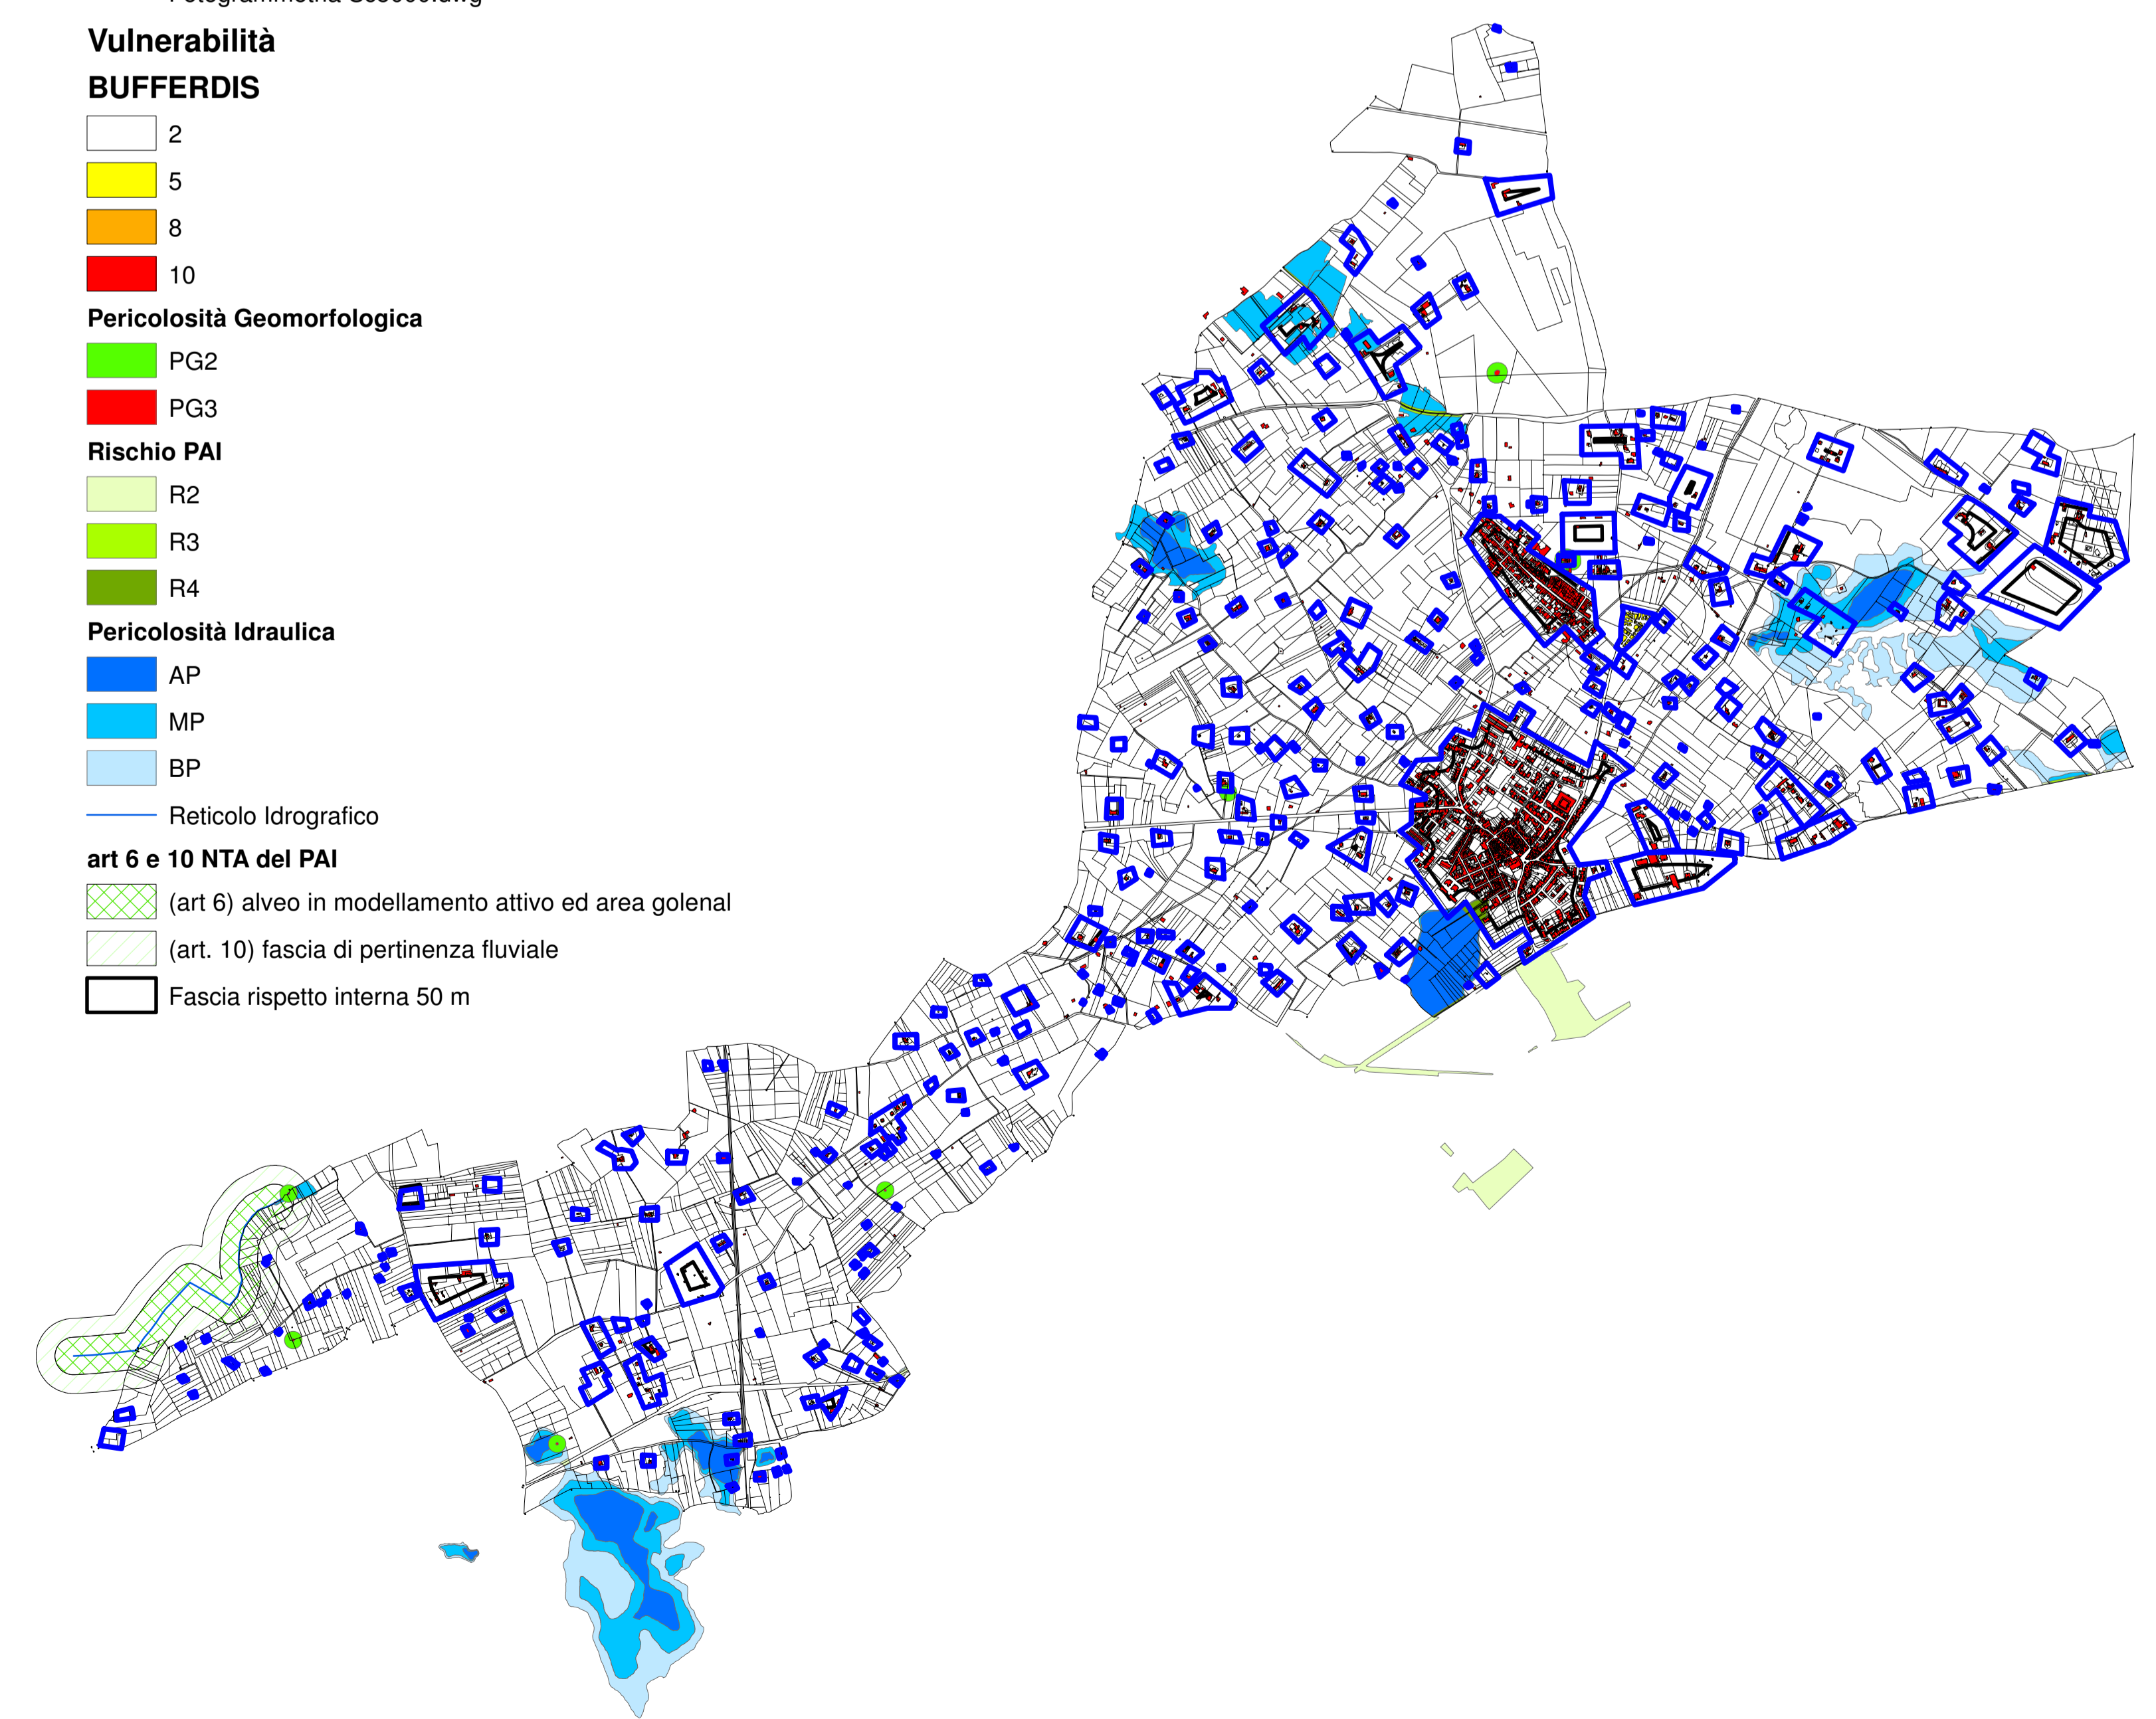 Vulnerabilità
BUFFERDIS
2
5
8
10
Pericolosità Geomorfologica
PG2
PG3
Rischio PAI
R2
R3
R4
Pericolosità Idraulica
AP
MP
BP
Reticolo Idrografico
art 6 e 10 NTA del PAI
(art 6) alveo in modellamento attivo ed area golenal
(art. 10) fascia di pertinenza fluviale
Fascia rispetto interna 50 m